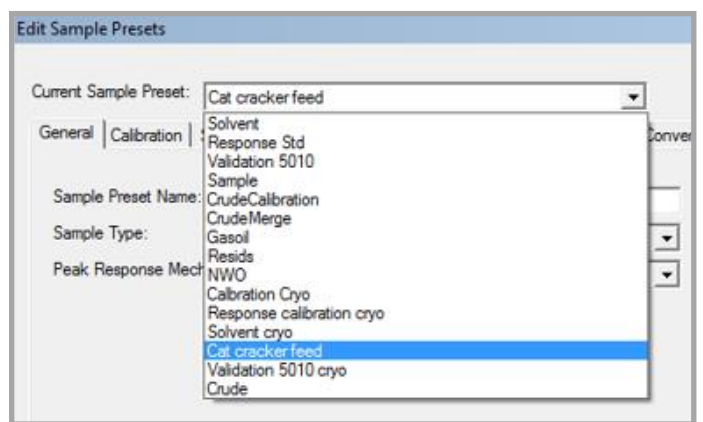 Edit Sample Presets
Current Sample Preset: Cat cracker feed
General Calibration
Solvent
Response Std
Validation 5010
Sample
Sample Preset Name:
CrudeCalibration
CrudeMerge
Sample Type:
Gasoil
Resids
Peak Response Mech
NWO
Calbration Cryo
Response calibration cryo
Solvent cryo
Cat cracker feed
Validation 5010 cryo
Crude